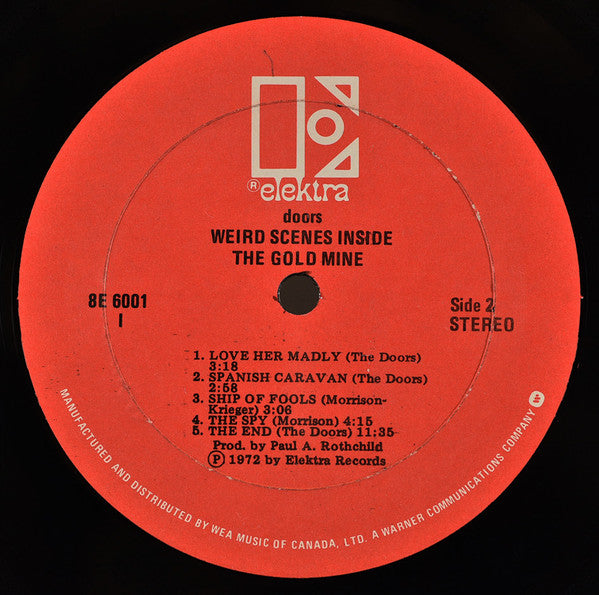 ® elektra
doors
WEIRD SCENES INSIDE
THE GOLD MINE
8E 6001
I
Side 2
STEREO
1. LOVE HER MADLY (The Doors)
3:18
2. SPANISH CARAVAN (The Doors)
2:58
3. SHIP OF FOOLS (Morrison-
Krieger) 3:06
4. THE SPY (Morrison) 4:15
5. THE END (The Doors) 11:35
Prod. by Paul A. Rothchild
Ⓟ 1972 by Elektra Records
MANUFACTURED AND DISTRIBUTED BY WEA MUSIC OF CANADA, LTD. A WARNER COMMUNICATIONS COMPANY